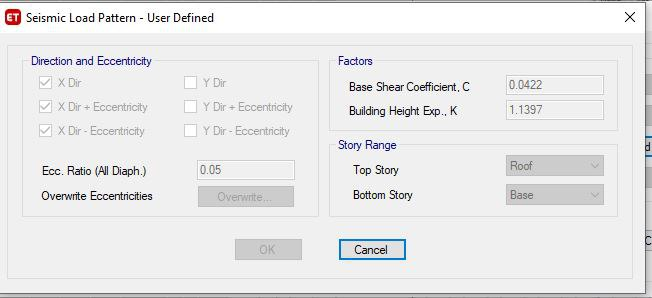 ET Seismic Load Pattern - User Defined
Direction and Eccentricity
X Dir
Y Dir
X Dir + Eccentricity
Y Dir + Eccentricity
X Dir - Eccentricity
Y Dir - Eccentricity
Ecc. Ratio (All Diaph.)
0.05
Overwrite Eccentricities
Overwrite...
Factors
Base Shear Coefficient, C
0.0422
Building Height Exp., K
1.1397
Story Range
Top Story
Roof
Bottom Story
Base
OK
Cancel
d
C